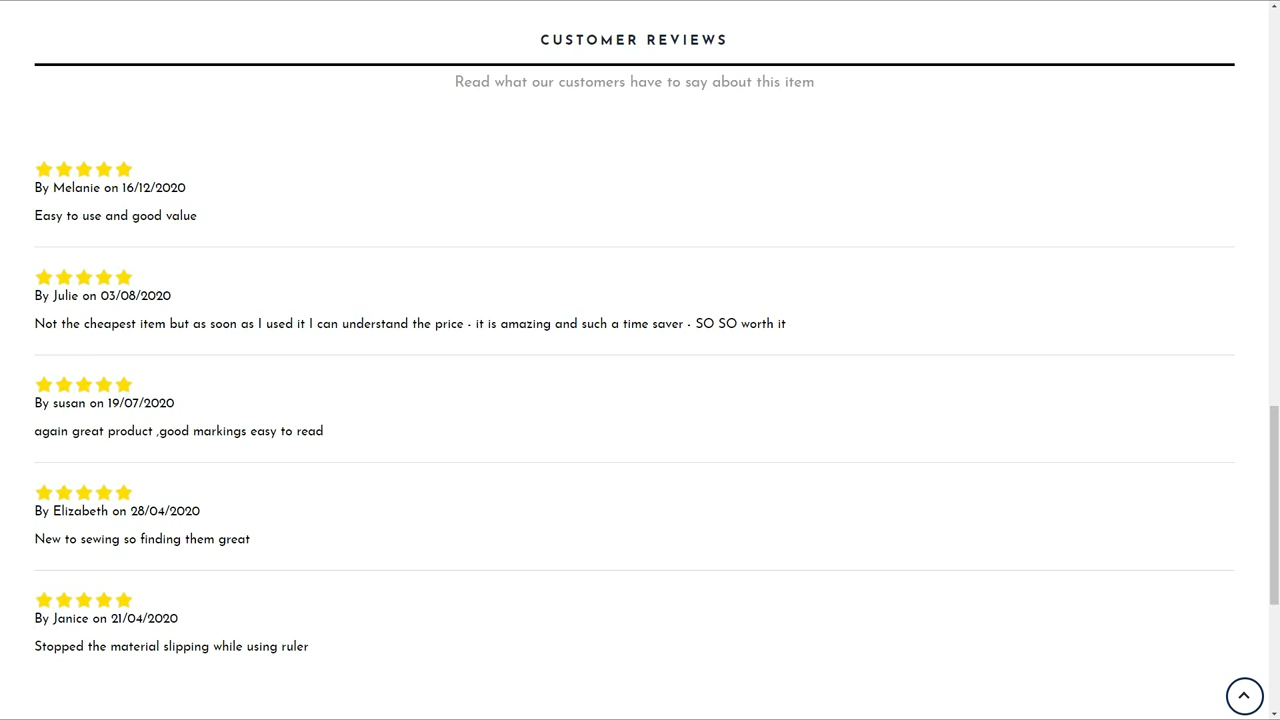 CUSTOMER REVIEWS
Read what our customers have to say about this item
By Melanie on 16/12/2020
Easy to use and good value
By Julie on 03/08/2020
Not the cheapest item but as soon as I used it I can understand the price - it is amazing and such a time saver - SO SO worth it
By susan on 19/07/2020
again great product ,good markings easy to read
By Elizabeth on 28/04/2020
New to sewing so finding them great
By Janice on 21/04/2020
Stopped the material slipping while using ruler